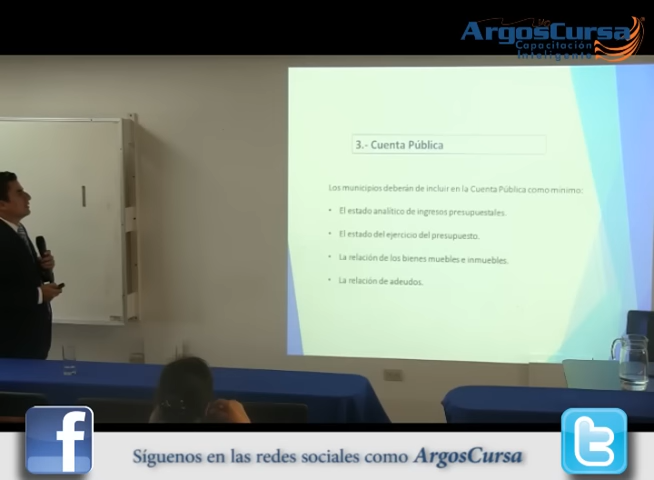 ArgosCursa
Capacitación
Inteligente
3.- Cuenta Pública
Los municipios deberán de incluir en la Cuenta Pública como mínimo:
• El estado analítico de ingresos presupuestales.
• El estado del ejercicio del presupuesto.
• La relación de los bienes muebles e inmuebles.
• La relación de adeudos.
Síguenos en las redes sociales como ArgosCursa